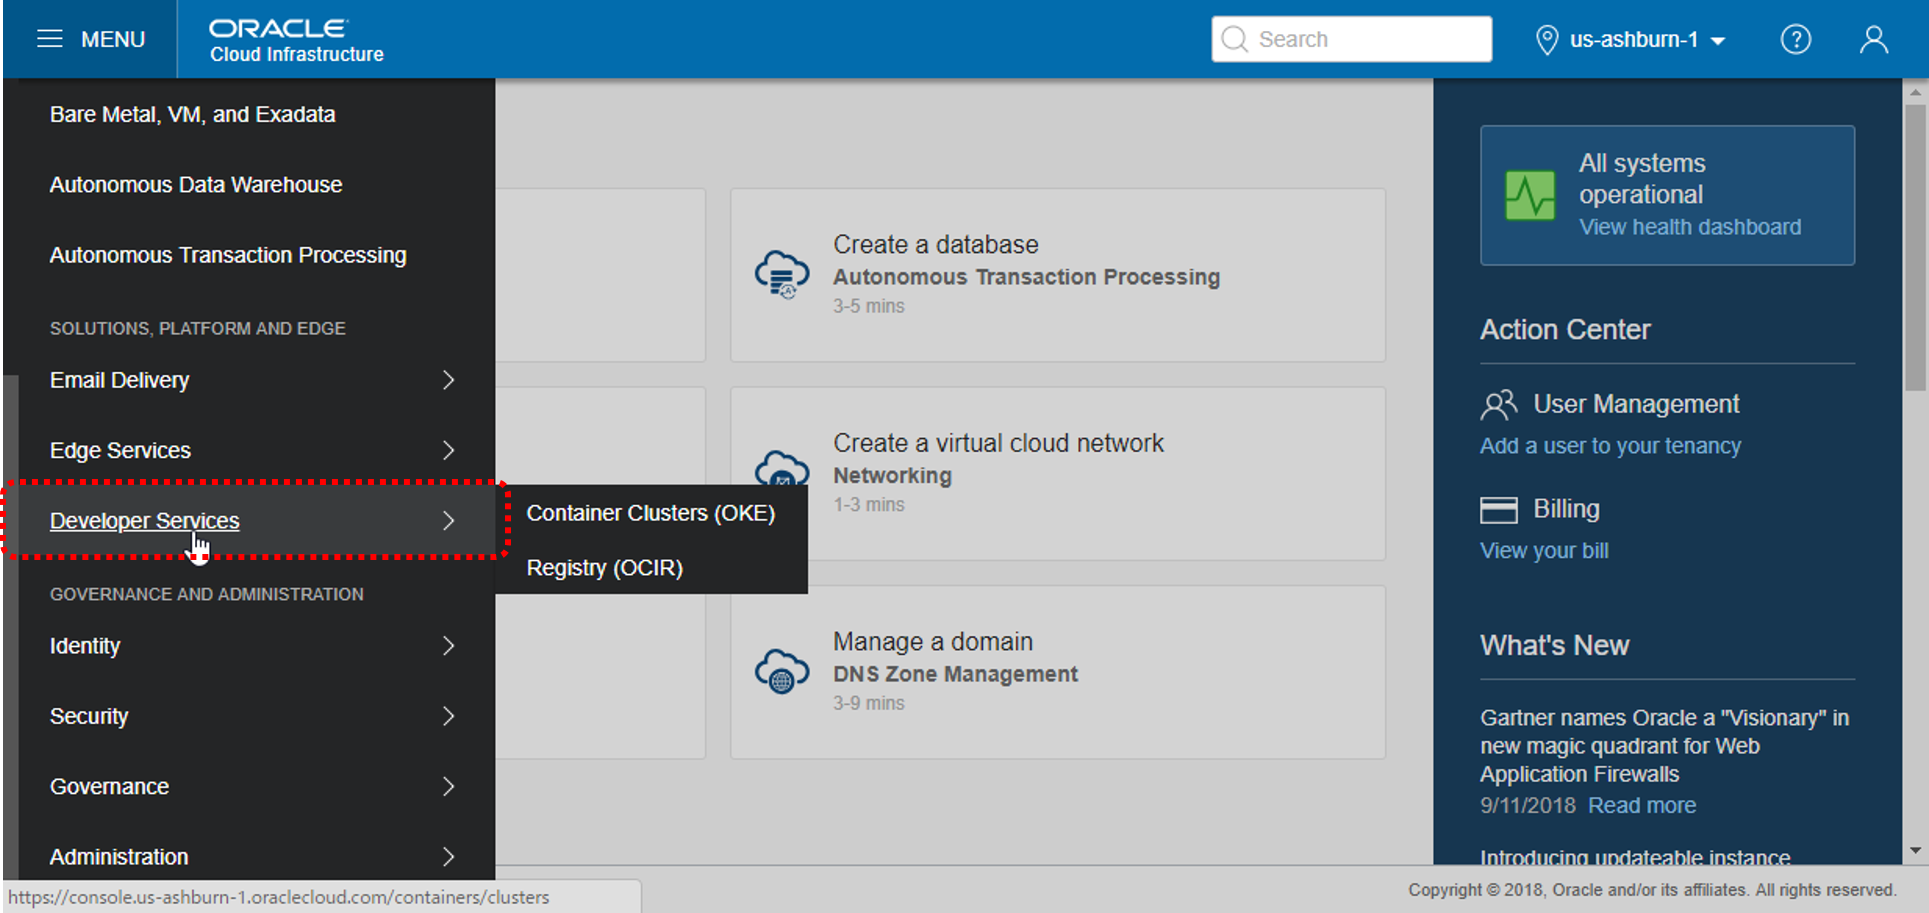 MENU
ORACLE
Cloud Infrastructure
Search
us-ashburn-1
?
Bare Metal, VM, and Exadata
Autonomous Data Warehouse
Autonomous Transaction Processing
SOLUTIONS, PLATFORM AND EDGE
Email Delivery
Edge Services
Developer Services
Container Clusters (OKE)
Registry (OCIR)
GOVERNANCE AND ADMINISTRATION
Identity
Security
Governance
Administration
Create a database
Autonomous Transaction Processing
3-5 mins
Create a virtual cloud network
Networking
1-3 mins
Manage a domain
DNS Zone Management
3-9 mins
All systems
operational
View health dashboard
Action Center
User Management
Add a user to your tenancy
Billing
View your bill
What's New
Gartner names Oracle a "Visionary" in
new magic quadrant for Web
Application Firewalls
9/11/2018 Read more
Introducing updateable instance
https://console.us-ashburn-1.oraclecloud.com/containers/clusters
Copyright © 2018, Oracle and/or its affiliates. All rights reserved.